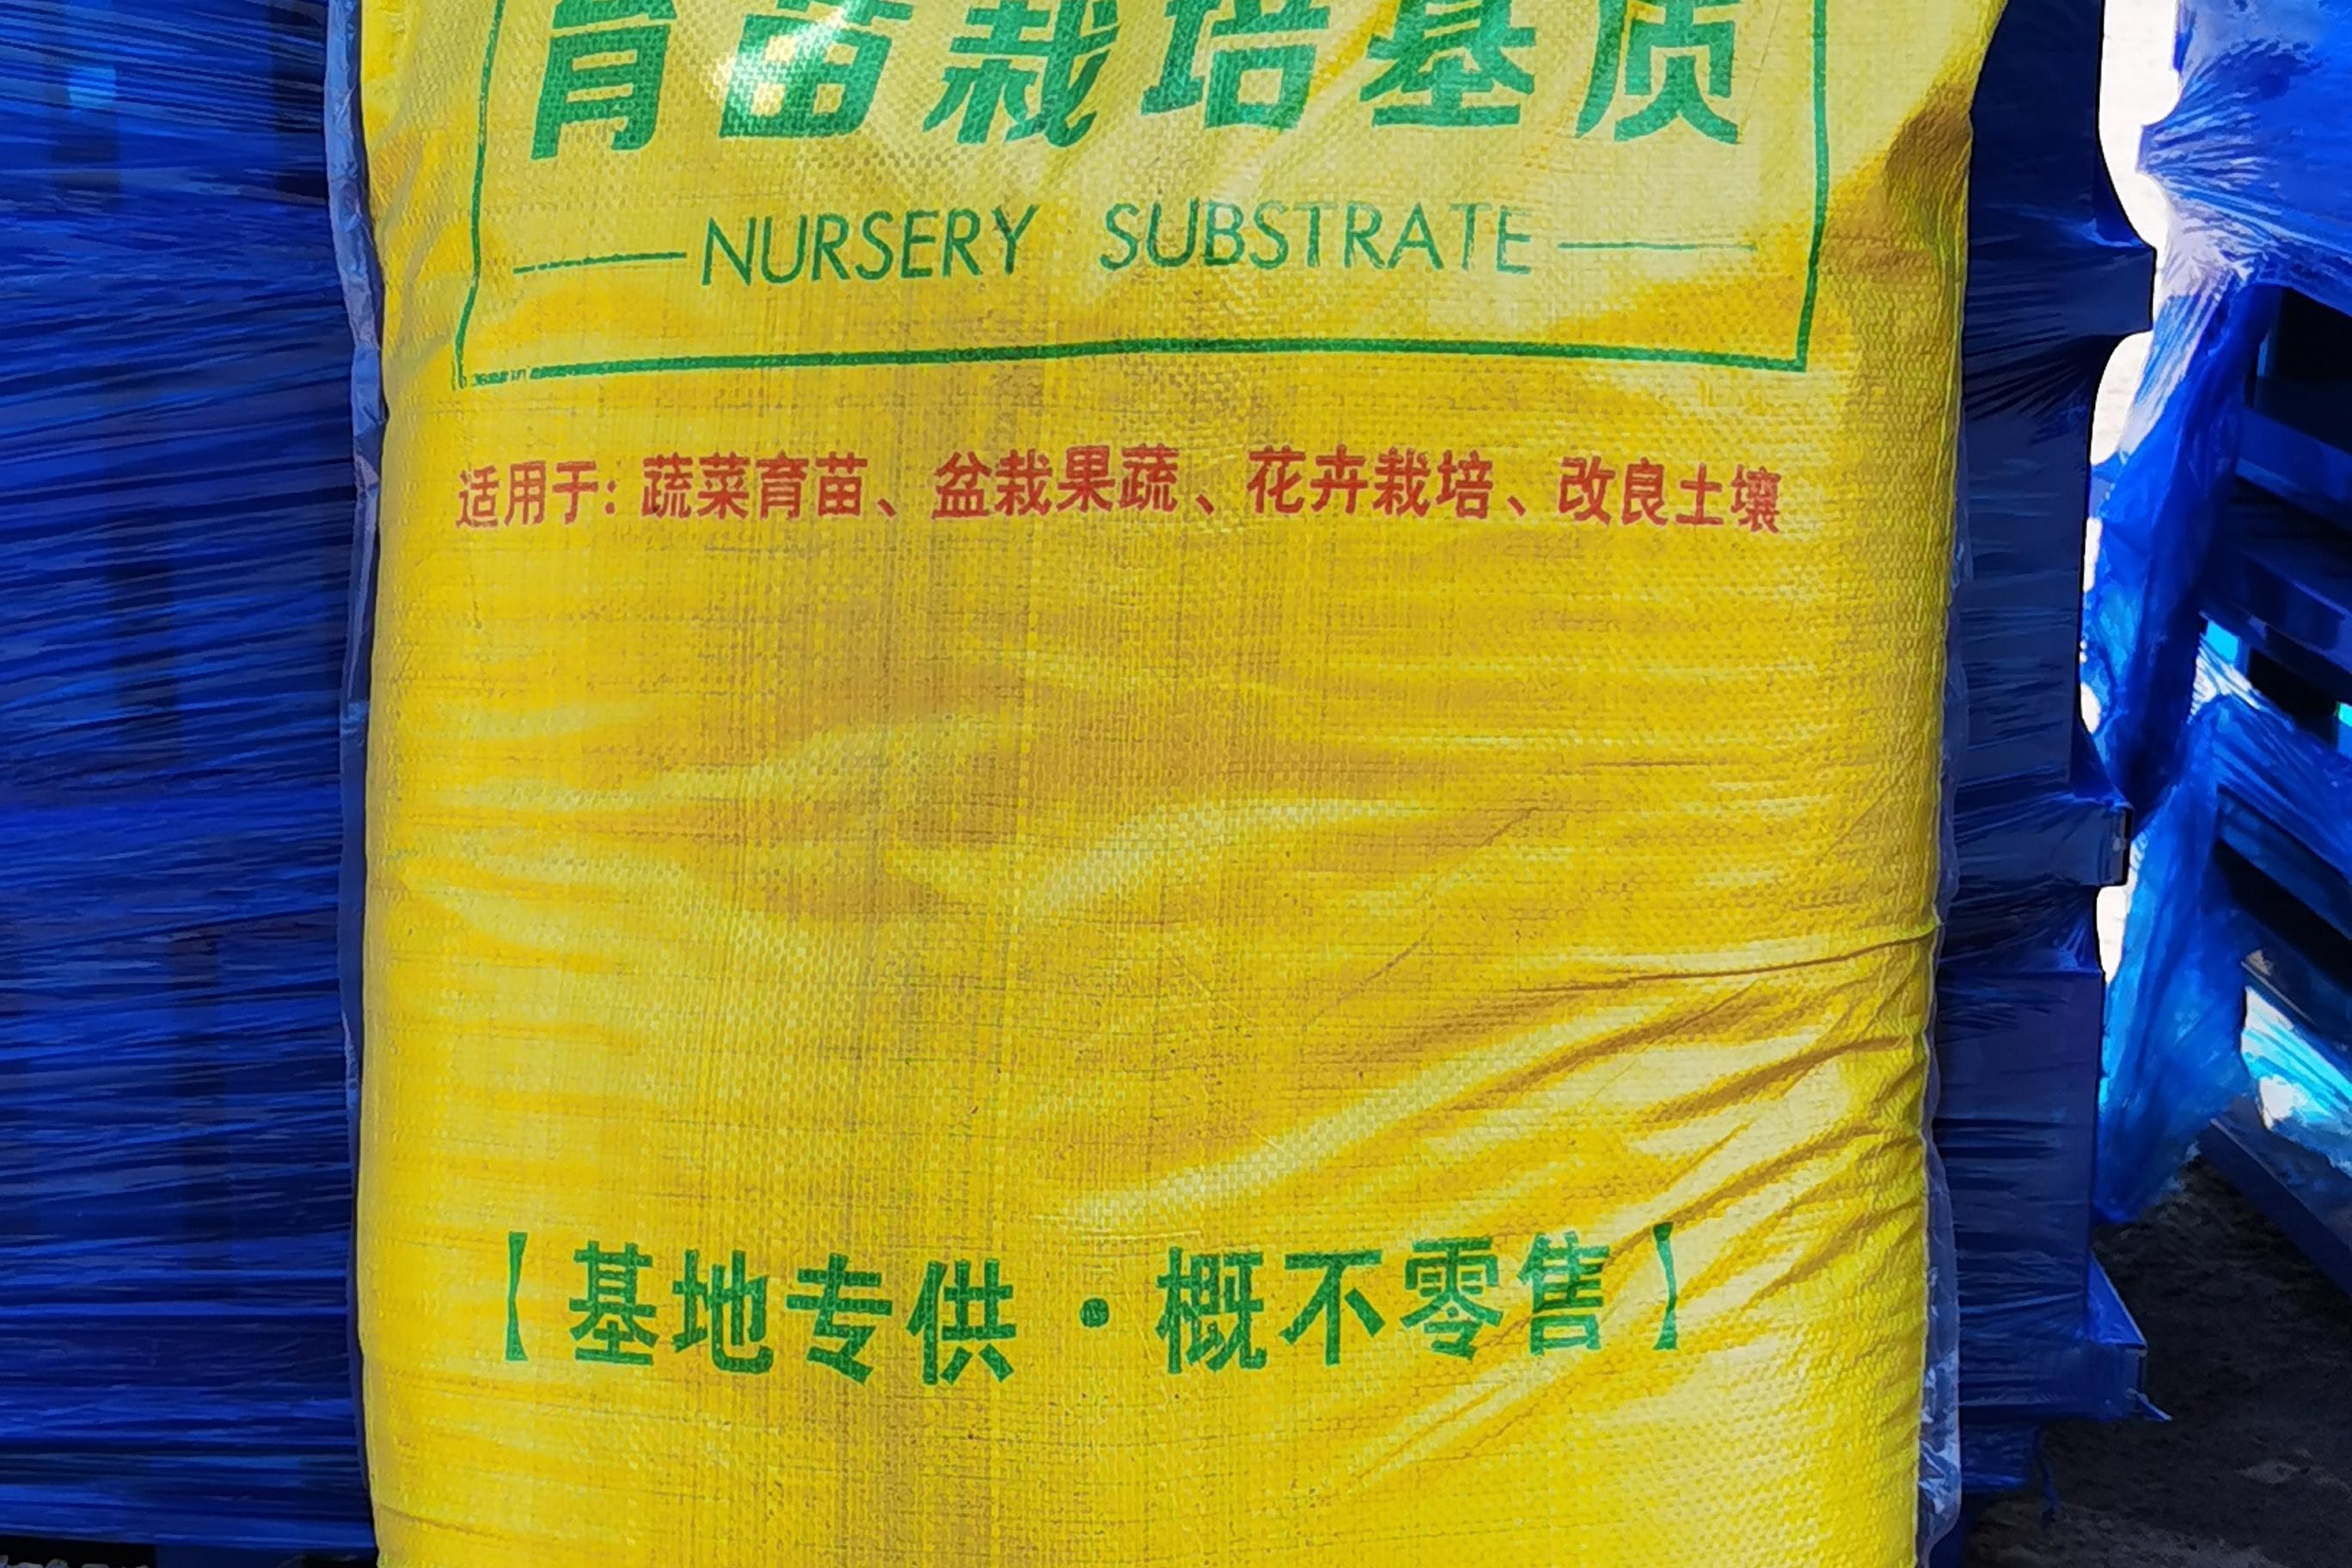 育苗栽培基质
NURSERY SUBSTRATE
适用于：蔬菜育苗、盆栽果蔬、花卉栽培、改良土壤
【基地专供·概不零售】